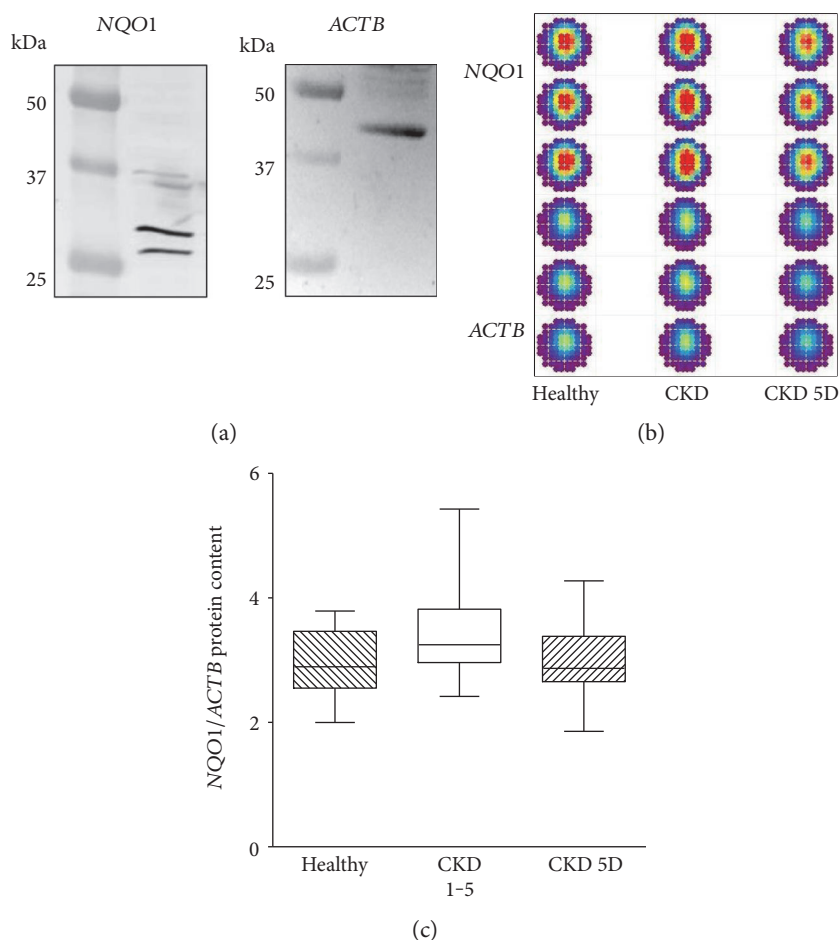 NQO1
kDa
50
37
25
ACTB
kDa
50
37
25
(a)
NQO1
ACTB
Healthy
CKD
CKD 5D
(b)
NQO1/ACTB protein content
6
4
2
0
Healthy
CKD
1-5
CKD 5D
(c)